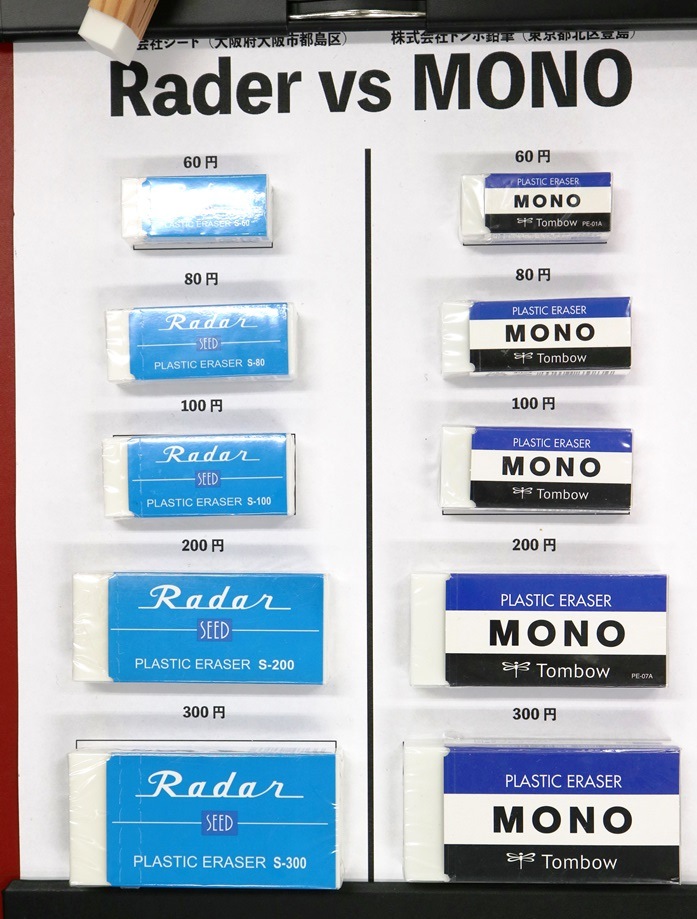 会社シード（大阪府大阪市都島区）
株式会社トンボ鉛筆（東京都北区豊島）
Rader vs MONO
60円
60円
PLASTIC ERASER S-60
PLASTIC ERASER
MONO
Tombow PE-01A
80円
80円
Radar
SEED
PLASTIC ERASER S-80
PLASTIC ERASER
MONO
Tombow
100円
100円
Radar
SEED
PLASTIC ERASER S-100
PLASTIC ERASER
MONO
Tombow
200円
200円
Radar
SEED
PLASTIC ERASER S-200
PLASTIC ERASER
MONO
Tombow PE-07A
300円
300円
Radar
SEED
PLASTIC ERASER S-300
PLASTIC ERASER
MONO
Tombow